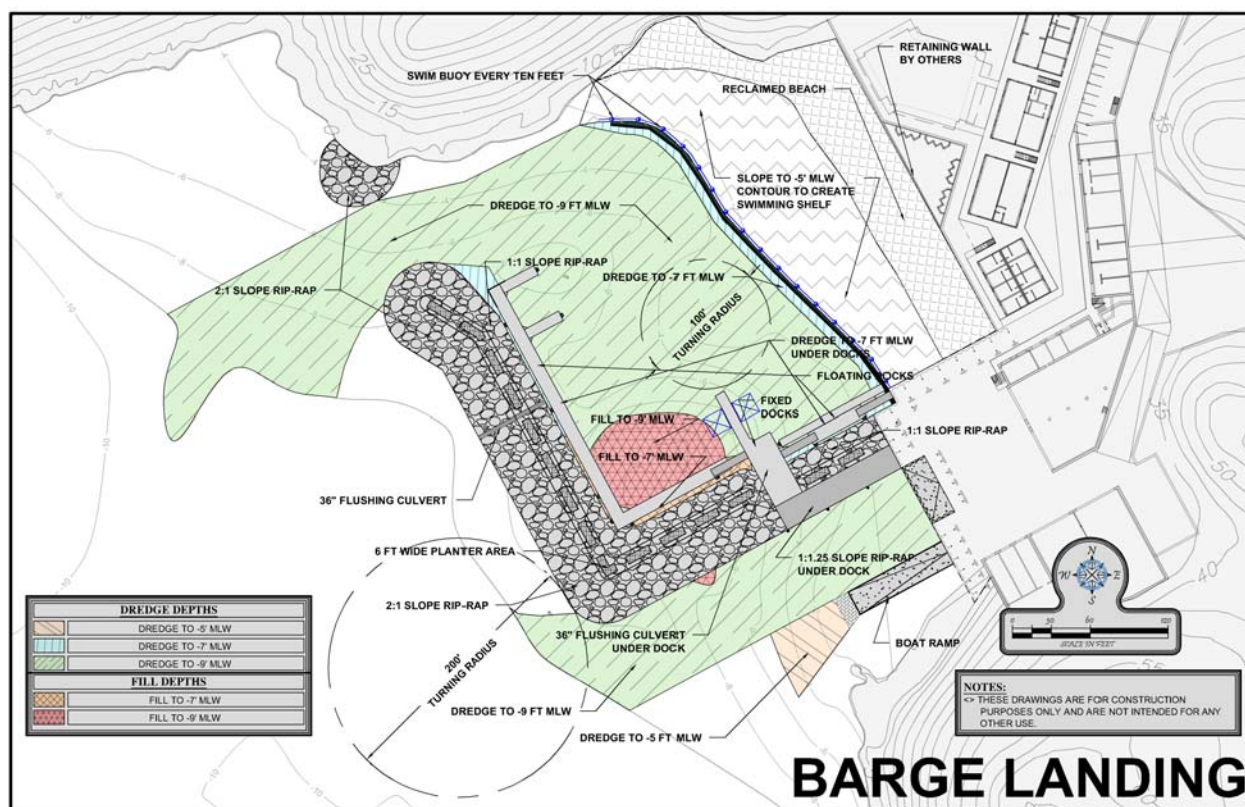 RETAINING WALL
BY OTHERS
SWIM BUOY EVERY TEN FEET
RECLAIMED BEACH
SLOPE TO -5' MLW
CONTOUR TO CREATE
SWIMMING SHELF
DREDGE TO -9 FT MLW
1:1 SLOPE RIP-RAP
DREDGE TO -7 FT MLW
2:1 SLOPE RIP-RAP
100'
TURNING RADIUS
DREDGE TO -7 FT MLW
UNDER DOCKS
FLOATING DOCKS
FIXED
DOCKS
FILL TO -9' MLW
1:1 SLOPE RIP-RAP
FILL TO -7' MLW
36" FLUSHING CULVERT
6 FT WIDE PLANTER AREA
1:1.25 SLOPE RIP-RAP
UNDER DOCK
2:1 SLOPE RIP-RAP
36" FLUSHING CULVERT
UNDER DOCK
BOAT RAMP
200'
TURNING RADIUS
DREDGE TO -9 FT MLW
DREDGE TO -5 FT MLW
DREDGE DEPTHS
DREDGE TO -5' MLW
DREDGE TO -7' MLW
DREDGE TO -9' MLW
FILL DEPTHS
FILL TO -7' MLW
FILL TO -9' MLW
N
W
E
S
SCALE IN FEET
NOTES:
<> THESE DRAWINGS ARE FOR CONSTRUCTION
PURPOSES ONLY AND ARE NOT INTENDED FOR ANY
OTHER USE.
BARGE LANDING
25
15
10
15
35
50
40
55